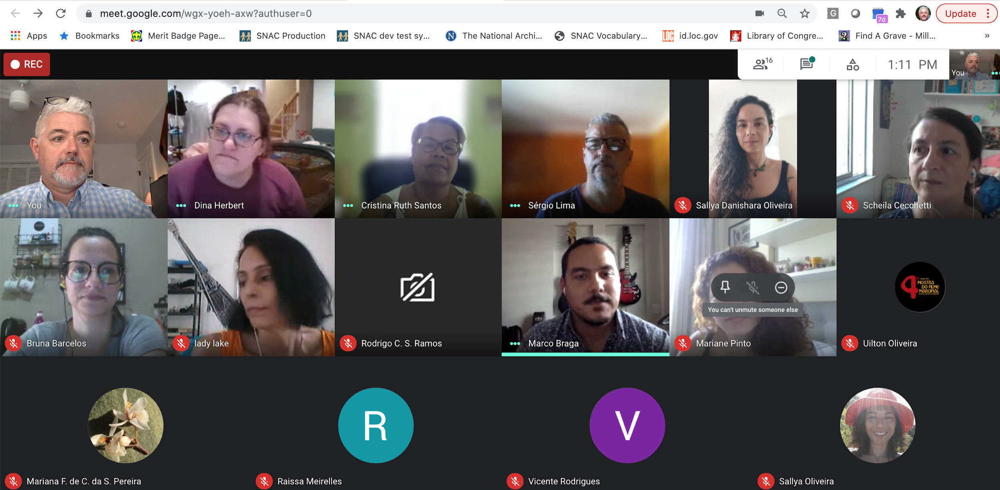 meet.google.com/wgx-yoeh-axw?authuser=0
G
7d
Update
Apps
Bookmarks
Merit Badge Page...
SNAC Production
SNAC dev test sy...
N
The National Archi...
SNAC Vocabulary...
LOC
id.loc.gov
Library of Congre...
?
Find A Grave - Mill...
»
REC
16
1:11 PM
You
You
Dina Herbert
Cristina Ruth Santos
Sérgio Lima
Sallya Danishara Oliveira
Scheila Cecchetti
4
MOSTRA
DO FILME
MARGINAL
You can't unmute someone else
Bruna Barcelos
lady lake
Rodrigo C. S. Ramos
Marco Braga
Mariane Pinto
Uilton Oliveira
R
V
Mariana F. de C. da S. Pereira
Raissa Meirelles
Vicente Rodrigues
Sallya Oliveira